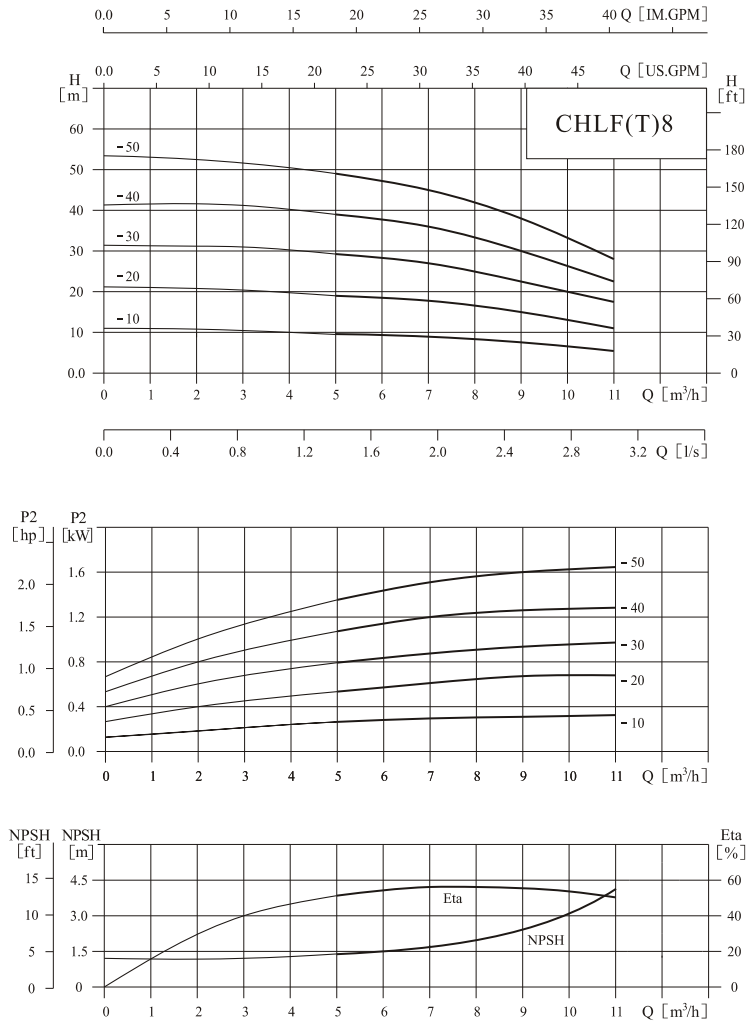 0.0 5 10 15 20 25 30 35 40 Q [IM.GPM]
0.0 5 10 15 20 25 30 35 40 45 Q [US.GPM]
H
[m]
H
[ft]
CHLF(T)8
60
50
40
30
20
10
0.0
180
150
120
90
60
30
0
-50
-40
-30
-20
-10
0 1 2 3 4 5 6 7 8 9 10 11 Q [m³/h]
0.0 0.4 0.8 1.2 1.6 2.0 2.4 2.8 3.2 Q [l/s]
P2
[hp]
P2
[kW]
2.0
1.5
1.0
0.5
0.0
1.6
1.2
0.8
0.4
0.0
-50
-40
-30
-20
-10
0 1 2 3 4 5 6 7 8 9 10 11 Q [m³/h]
NPSH
[ft]
NPSH
[m]
Eta
[%]
15
10
5
0
4.5
3.0
1.5
0
60
40
20
0
Eta
NPSH
0 1 2 3 4 5 6 7 8 9 10 11 Q [m³/h]